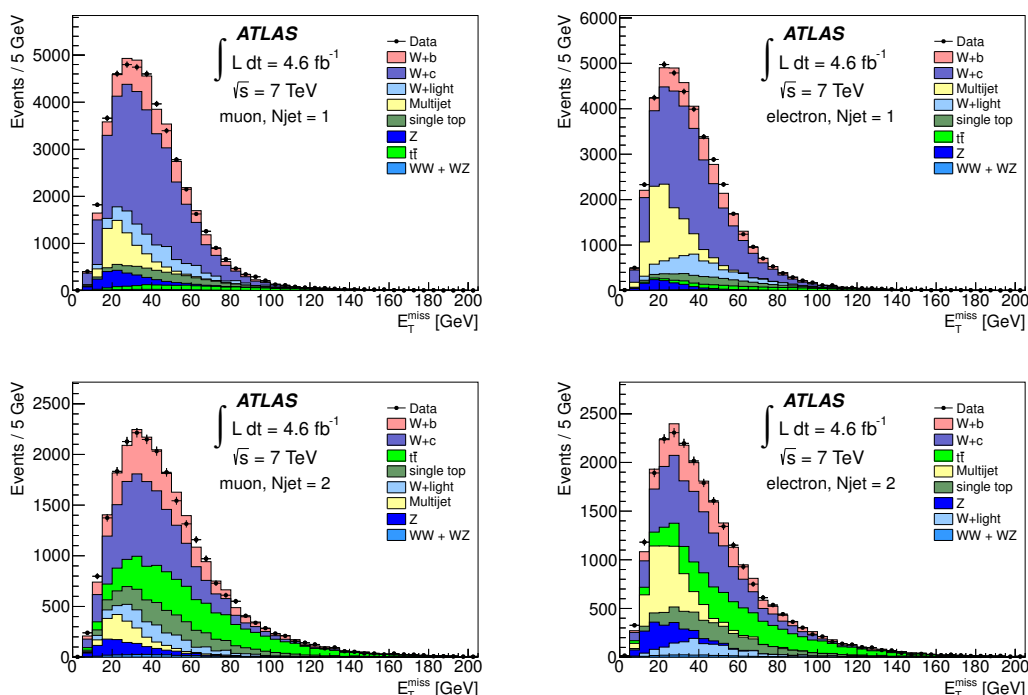 Events / 5 GeV
5000
4000
3000
2000
1000
0
ATLAS
∫ L dt = 4.6 fb⁻¹
√s = 7 TeV
muon, Njet = 1
Data
W+b
W+c
W+light
Multijet
single top
Z
tt̄
WW + WZ
20 40 60 80 100 120 140 160 180 200
E_T^miss [GeV]
Events / 5 GeV
6000
5000
4000
3000
2000
1000
0
ATLAS
∫ L dt = 4.6 fb⁻¹
√s = 7 TeV
electron, Njet = 1
Data
W+b
W+c
Multijet
W+light
single top
tt̄
Z
WW + WZ
20 40 60 80 100 120 140 160 180 200
E_T^miss [GeV]
Events / 5 GeV
2500
2000
1500
1000
500
0
ATLAS
∫ L dt = 4.6 fb⁻¹
√s = 7 TeV
muon, Njet = 2
Data
W+b
W+c
tt̄
single top
W+light
Multijet
Z
WW + WZ
20 40 60 80 100 120 140 160 180 200
E_T^miss [GeV]
Events / 5 GeV
2500
2000
1500
1000
500
0
ATLAS
∫ L dt = 4.6 fb⁻¹
√s = 7 TeV
electron, Njet = 2
Data
W+b
W+c
tt̄
Multijet
single top
Z
W+light
WW + WZ
20 40 60 80 100 120 140 160 180 200
E_T^miss [GeV]